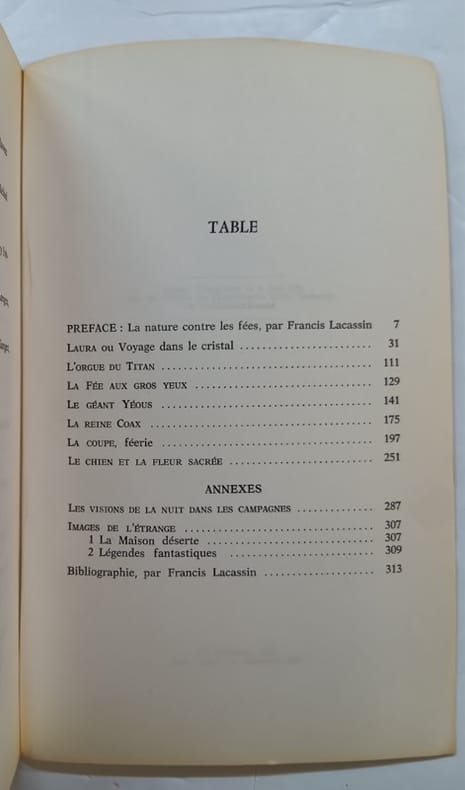 TABLE
PREFACE : La nature contre les fées, par Francis Lacassin 7
LAURA ou Voyage dans le cristal ....................... 31
L'ORGUE DU TITAN ....................... 111
LA FÉE AUX GROS YEUX ....................... 129
LE GÉANT YÉOUS ....................... 141
LA REINE COAX ....................... 175
LA COUPE, féerie ....................... 197
LE CHIEN ET LA FLEUR SACRÉE ....................... 251
ANNEXES
LES VISIONS DE LA NUIT DANS LES CAMPAGNES .............. 287
IMAGES DE L'ÉTRANGE ....................... 307
1 La Maison déserte ....................... 307
2 Légendes fantastiques ....................... 309
Bibliographie, par Francis Lacassin .................... 313